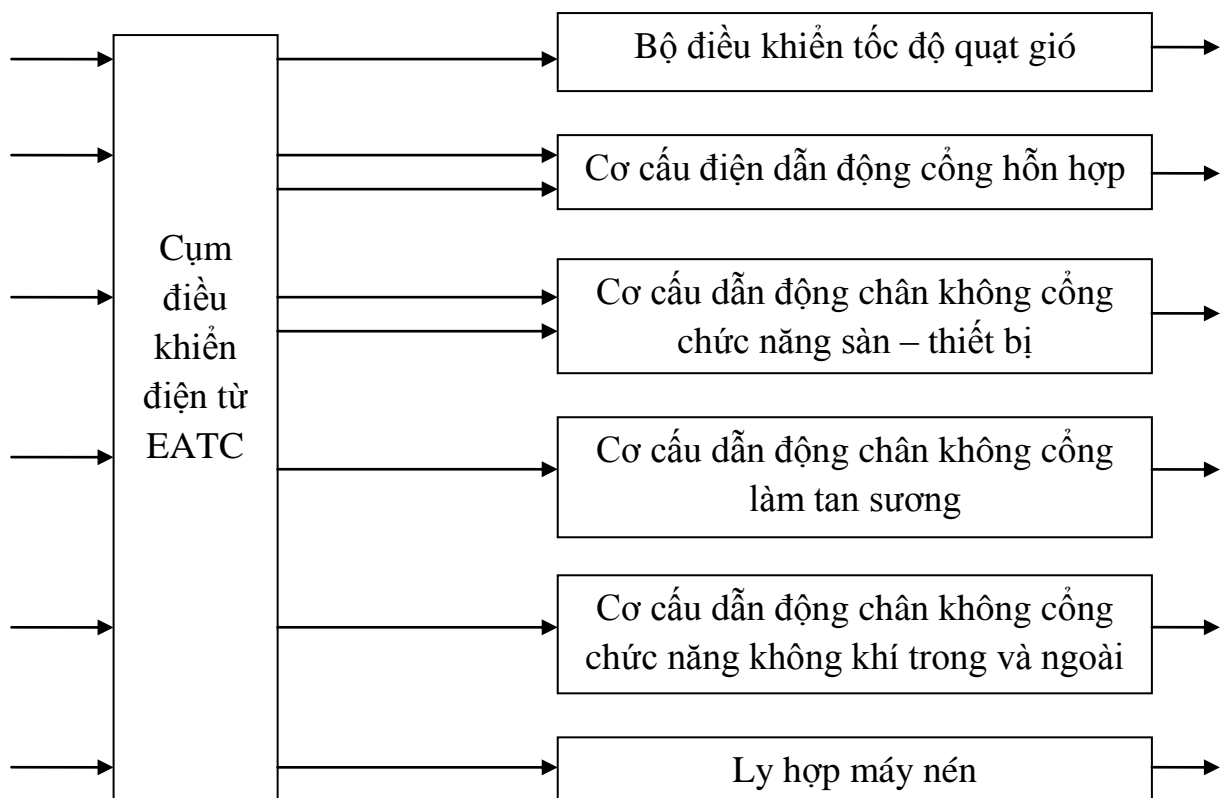 Bộ điều khiển tốc độ quạt gió
Cơ cấu điện dẫn động cổng hỗn hợp
Cụm
điều
khiển
điện từ
EATC
Cơ cấu dẫn động chân không cổng
chức năng sàn – thiết bị
Cơ cấu dẫn động chân không cổng
làm tan sương
Cơ cấu dẫn động chân không cổng
chức năng không khí trong và ngoài
Ly hợp máy nén